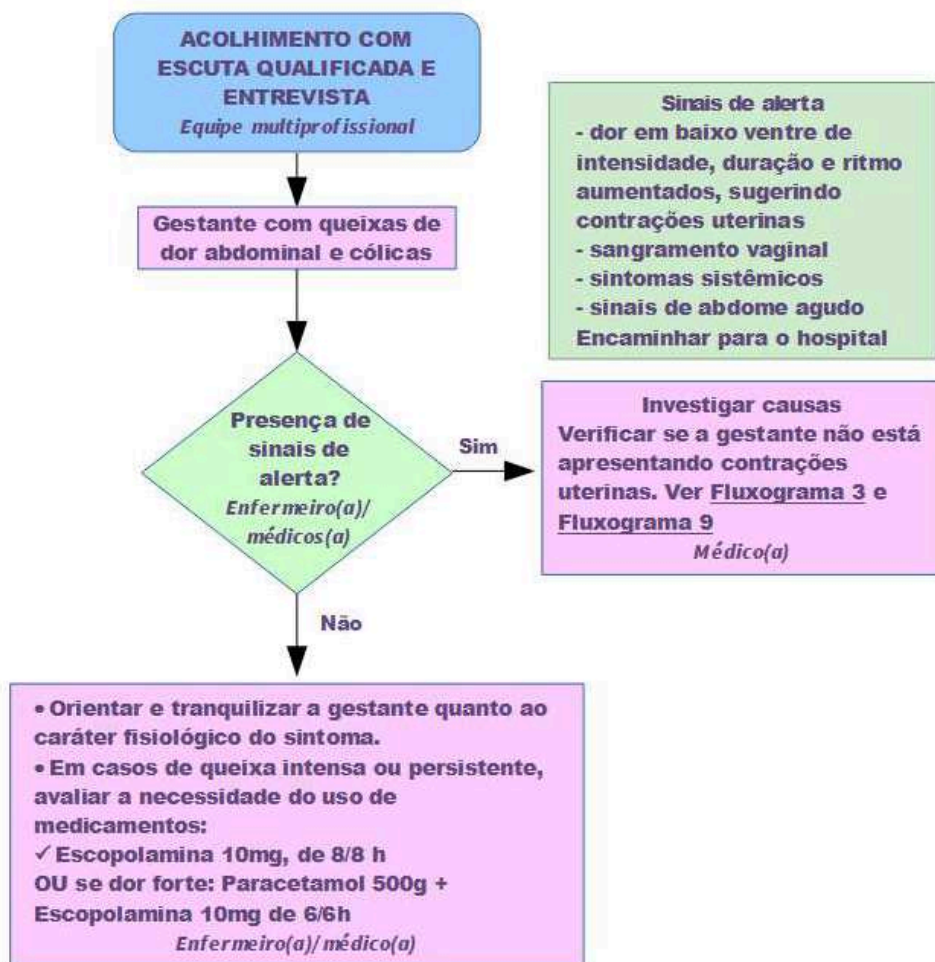 ACOLHIMENTO COM
ESCUTA QUALIFICADA E
ENTREVISTA
Equipe multiprofissional
Gestante com queixas de
dor abdominal e cólicas
Sinais de alerta
- dor em baixo ventre de
intensidade, duração e ritmo
aumentados, sugerindo
contrações uterinas
- sangramento vaginal
- sintomas sistêmicos
- sinais de abdome agudo
Encaminhar para o hospital
Presença de
sinais de
alerta?
Enfermeiro(a)/
médicos(a)
Sim
Investigar causas
Verificar se a gestante não está
apresentando contrações
uterinas. Ver Fluxograma 3 e
Fluxograma 9
Médico(a)
Não
• Orientar e tranquilizar a gestante quanto ao
caráter fisiológico do sintoma.
• Em casos de queixa intensa ou persistente,
avaliar a necessidade do uso de
medicamentos:
✓ Escopolamina 10mg, de 8/8 h
OU se dor forte: Paracetamol 500g +
Escopolamina 10mg de 6/6h
Enfermeiro(a)/médico(a)